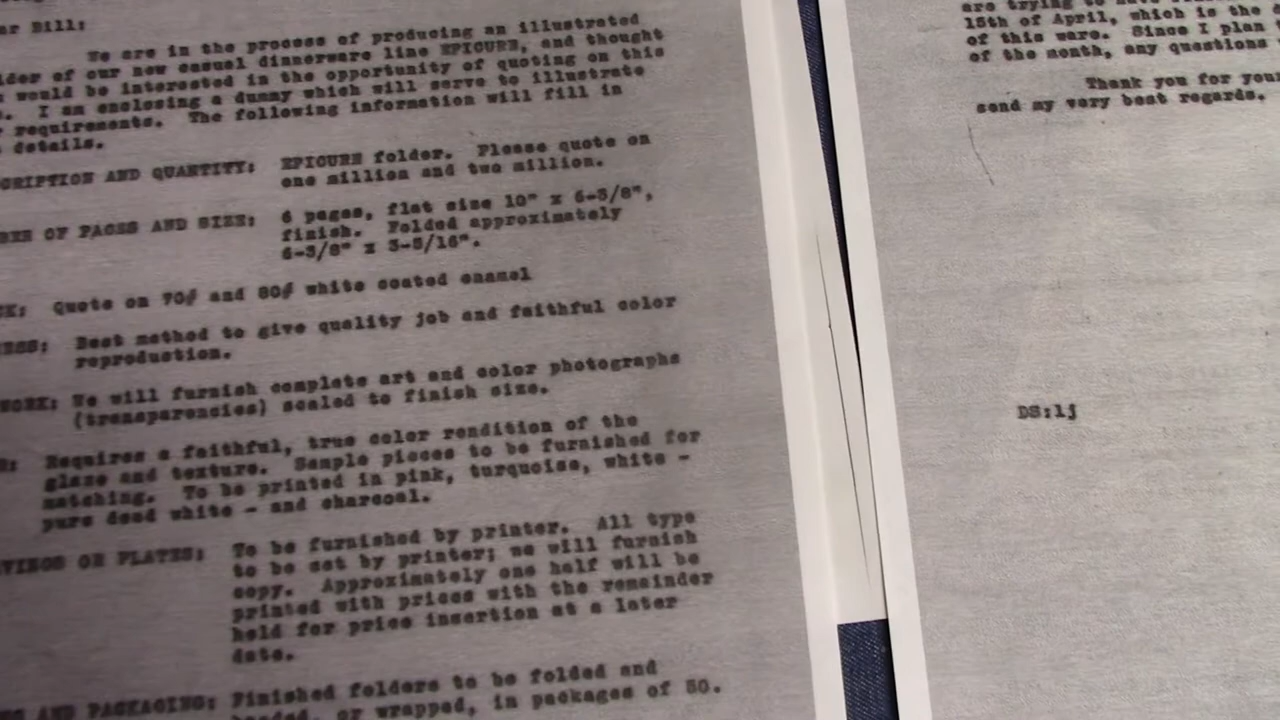 ar Bill:
We are in the process of producing an illustrated
lder of our new casual dinnerware line EPICURE, and thought
would be interested in the opportunity of quoting on this
. I am enclosing a dummy which will serve to illustrate
r requirements. The following information will fill in
details.
CRIPTION AND QUANTITY: EPICURE folder. Please quote on
one million and two million.
BER OF PAGES AND SIZE: 6 pages, flat size 10" x 6-3/8",
finish. Folded approximately
6-3/8" x 3-5/16".
CK: Quote on 70# and 80# white coated enamel
ESS: Best method to give quality job and faithful color
reproduction.
WORK: We will furnish complete art and color photographs
(transparencies) scaled to finish size.
R: Requires a faithful, true color rendition of the
glaze and texture. Sample pieces to be furnished for
matching. To be printed in pink, turquoise, white -
pure dead white - and charcoal.
VINGS OR PLATES: To be furnished by printer. All type
to be set by printer; we will furnish
copy. Approximately one half will be
printed with prices with the remainder
held for price insertion at a later
date.
NG AND PACKAGING: Finished folders to be folded and
banded, or wrapped, in packages of 50.
are trying to have
15th of April, which is the
of this ware. Since I plan
of the month, any questions
Thank you for your
send my very best regards.
DS:lj